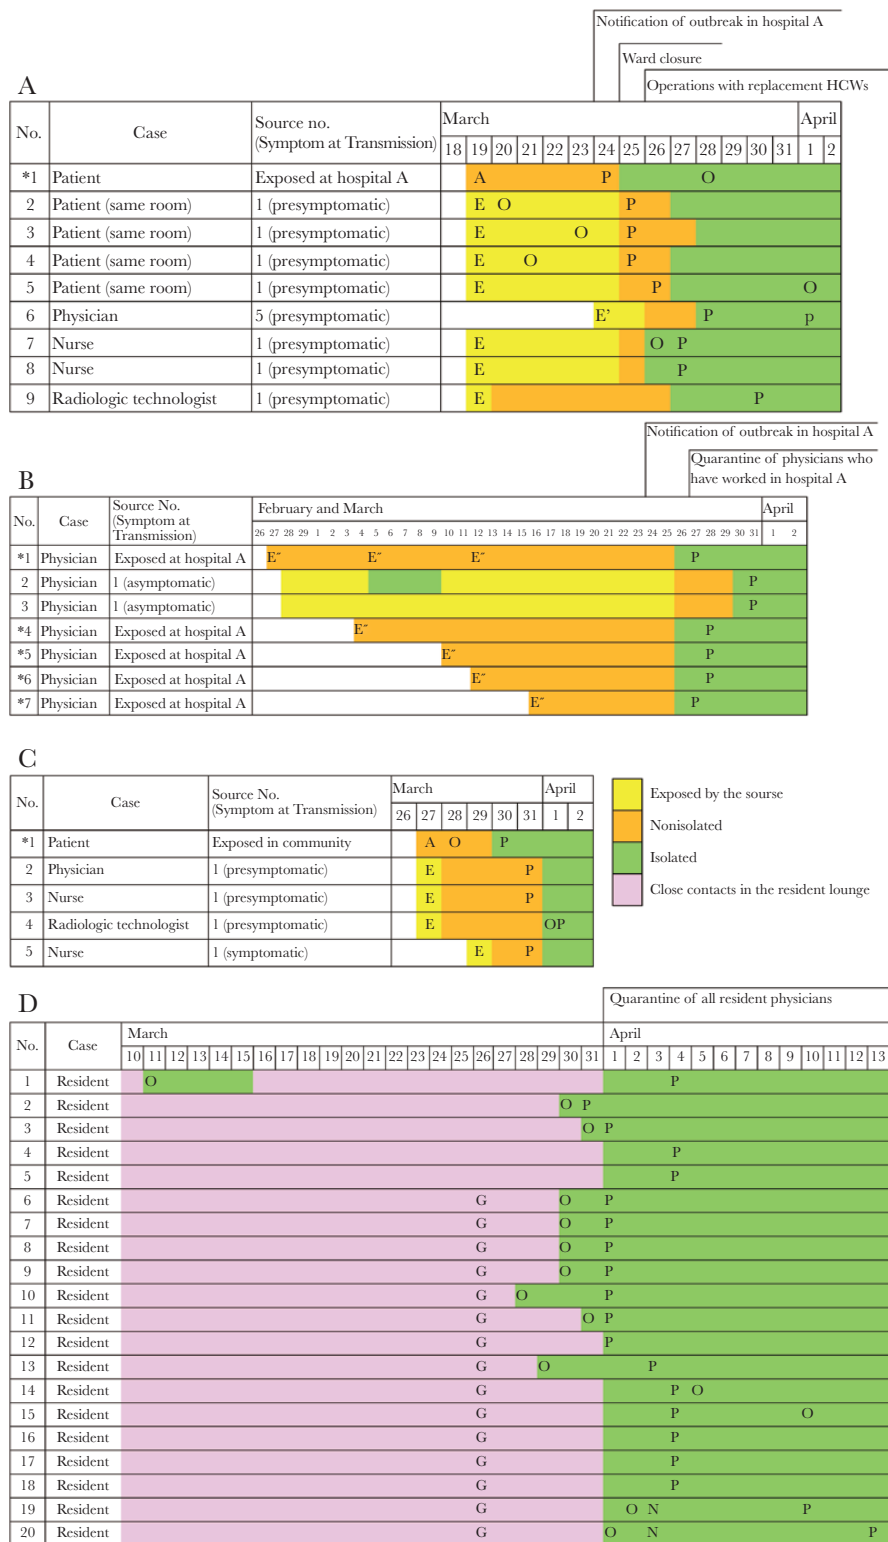 Notification of outbreak in hospital A
Ward closure
Operations with replacement HCWs
A
No. Case Source no. (Symptom at Transmission) March April
18 19 20 21 22 23 24 25 26 27 28 29 30 31 1 2
*1 Patient Exposed at hospital A A P O
2 Patient (same room) 1 (presymptomatic) E O P
3 Patient (same room) 1 (presymptomatic) E O P
4 Patient (same room) 1 (presymptomatic) E O P
5 Patient (same room) 1 (presymptomatic) E P O
6 Physician 5 (presymptomatic) E’ P p
7 Nurse 1 (presymptomatic) E O P
8 Nurse 1 (presymptomatic) E P
9 Radiologic technologist 1 (presymptomatic) E P
Notification of outbreak in hospital A
Quarantine of physicians who
have worked in hospital A
B
No. Case Source No. (Symptom at Transmission) February and March April
26 27 28 29 1 2 3 4 5 6 7 8 9 10 11 12 13 14 15 16 17 18 19 20 21 22 23 24 25 26 27 28 29 30 31 1 2
*1 Physician Exposed at hospital A E˝ E˝ E˝ P
2 Physician 1 (asymptomatic) P
3 Physician 1 (asymptomatic) P
*4 Physician Exposed at hospital A E˝ P
*5 Physician Exposed at hospital A E˝ P
*6 Physician Exposed at hospital A E˝ P
*7 Physician Exposed at hospital A E˝ P
C
No. Case Source No. (Symptom at Transmission) March April
26 27 28 29 30 31 1 2
*1 Patient Exposed in community A O P
2 Physician 1 (presymptomatic) E P
3 Nurse 1 (presymptomatic) E P
4 Radiologic technologist 1 (presymptomatic) E OP
5 Nurse 1 (symptomatic) E P
Exposed by the sourse
Nonisolated
Isolated
Close contacts in the resident lounge
Quarantine of all resident physicians
D
No. Case March April
10 11 12 13 14 15 16 17 18 19 20 21 22 23 24 25 26 27 28 29 30 31 1 2 3 4 5 6 7 8 9 10 11 12 13
1 Resident O P
2 Resident O P
3 Resident O P
4 Resident P
5 Resident P
6 Resident G O P
7 Resident G O P
8 Resident G O P
9 Resident G O P
10 Resident G O P
11 Resident G O P
12 Resident G P
13 Resident G O P
14 Resident G P O
15 Resident G P O
16 Resident G P
17 Resident G P
18 Resident G P
19 Resident G O N P
20 Resident G O N P